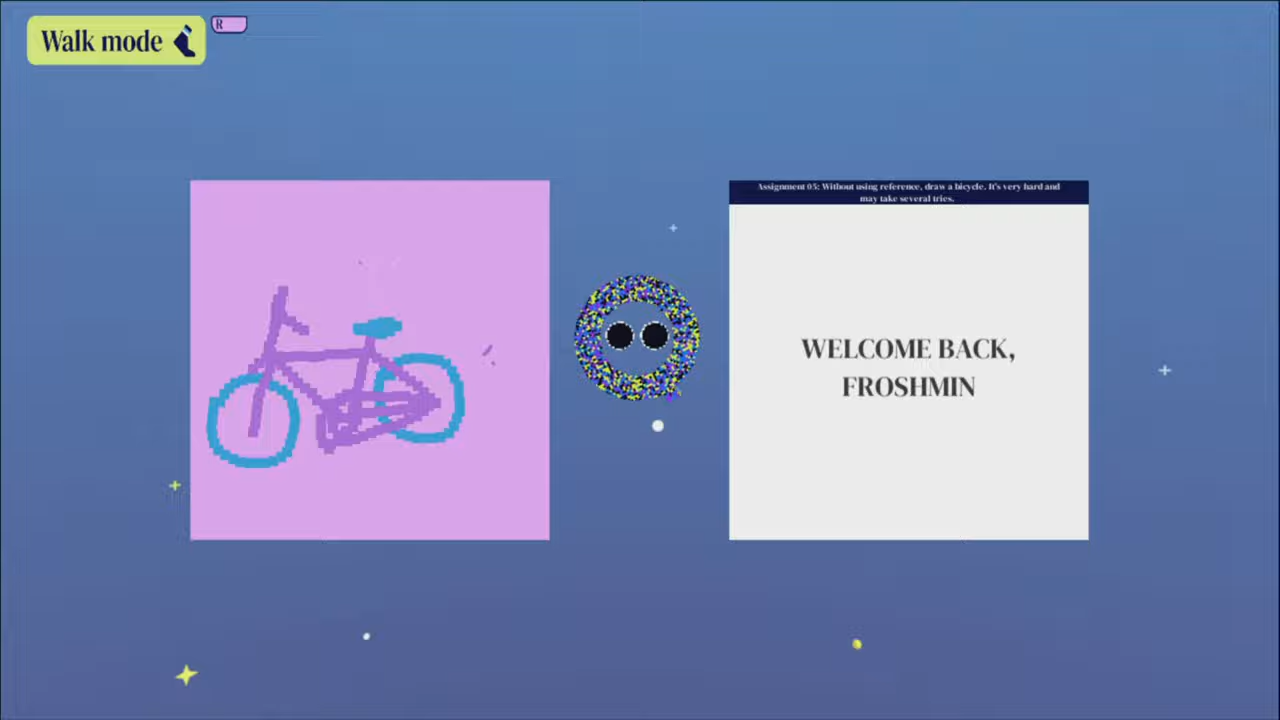 Walk mode
R
Assignment 05: Without using reference, draw a bicycle. It's very hard and
may take several tries.
WELCOME BACK,
FROSHMIN